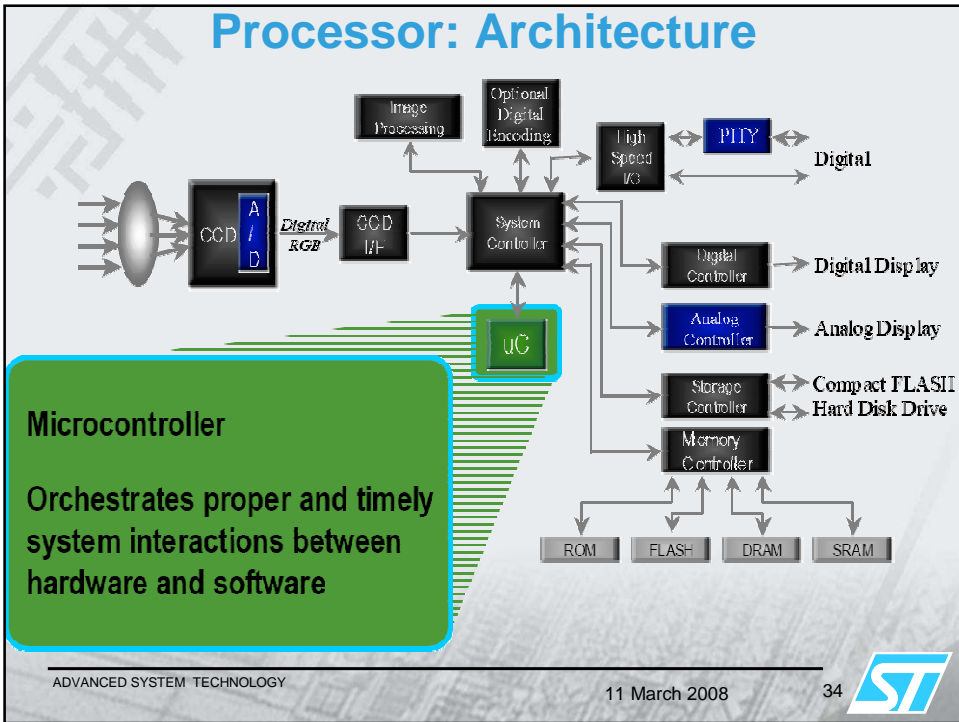 Processor: Architecture
Image
Processing
Optional
Digital
Encoding
High
Speed
I/O
PHY
Digital
CCD
A
/
D
Digital
RGB
CCD
I/F
System
Controller
Digital
Controller
Digital Display
uC
Analog
Controller
Analog Display
Storage
Controller
Compact FLASH
Hard Disk Drive
Memory
Controller
Microcontroller
Orchestrates proper and timely
system interactions between
hardware and software
ROM
FLASH
DRAM
SRAM
ADVANCED SYSTEM TECHNOLOGY
11 March 2008
34
ST